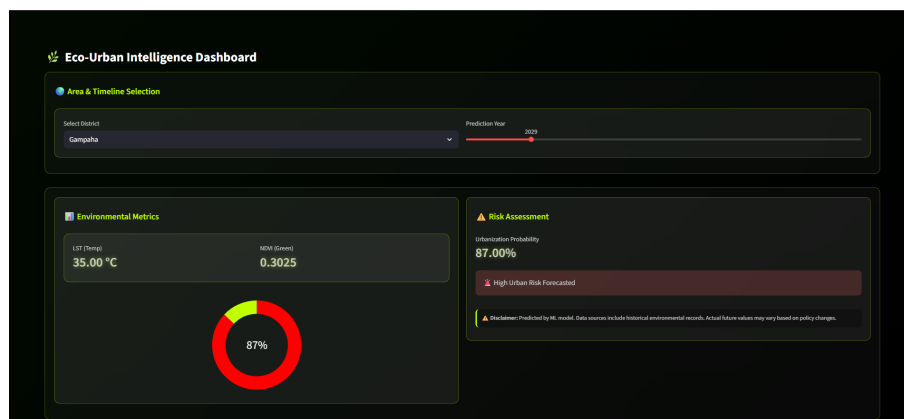 Eco-Urban Intelligence Dashboard
Area & Timeline Selection
Select District
Gampaha
Prediction Year
2029
Environmental Metrics
LST (Temp)
35.00 °C
NDVI (Green)
0.3025
87%
Risk Assessment
Urbanization Probability
87.00%
High Urban Risk Forecasted
Disclaimer: Predicted by ML model. Data sources include historical environmental records. Actual future values may vary based on policy changes.